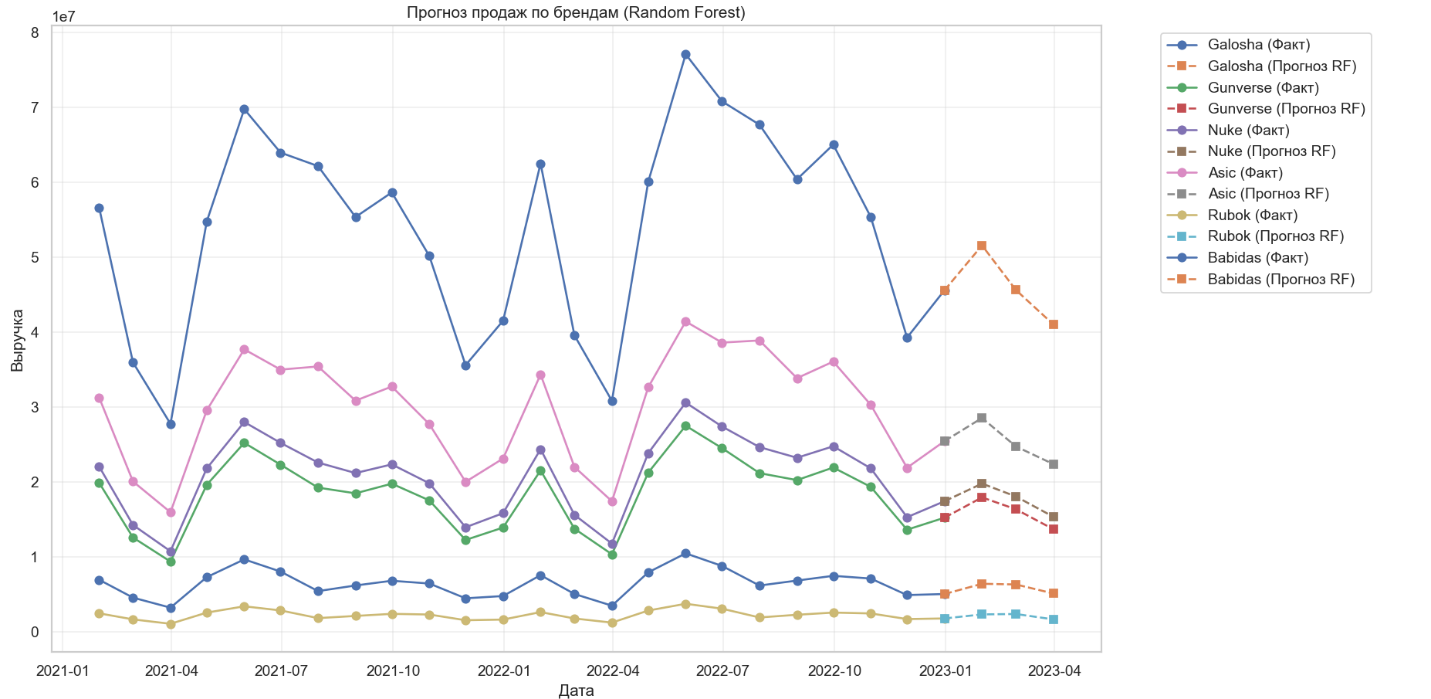 Прогноз продаж по брендам (Random Forest)
1e7
8
7
6
5
4
3
2
1
0
Выручка
2021-01
2021-04
2021-07
2021-10
2022-01
2022-04
2022-07
2022-10
2023-01
2023-04
Дата
Galosha (Факт)
Galosha (Прогноз RF)
Gunverse (Факт)
Gunverse (Прогноз RF)
Nuke (Факт)
Nuke (Прогноз RF)
Asic (Факт)
Asic (Прогноз RF)
Rubok (Факт)
Rubok (Прогноз RF)
Babidas (Факт)
Babidas (Прогноз RF)